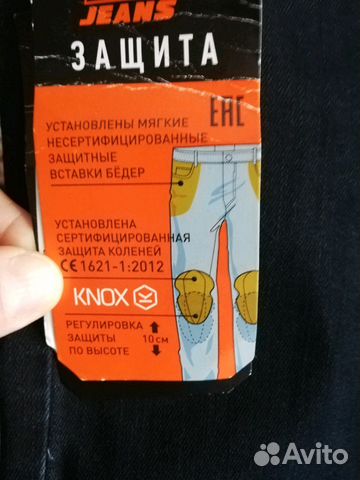 JEANS
ЗАЩИТА
EAC
УСТАНОВЛЕНЫ МЯГКИЕ
НЕСЕРТИФИЦИРОВАННЫЕ
ЗАЩИТНЫЕ
ВСТАВКИ БЁДЕР
УСТАНОВЛЕНА
СЕРТИФИЦИРОВАННАЯ
ЗАЩИТА КОЛЕНЕЙ
CE 1621-1:2012
KNOX
РЕГУЛИРОВКА
ЗАЩИТЫ 10 см
ПО ВЫСОТЕ
Avito